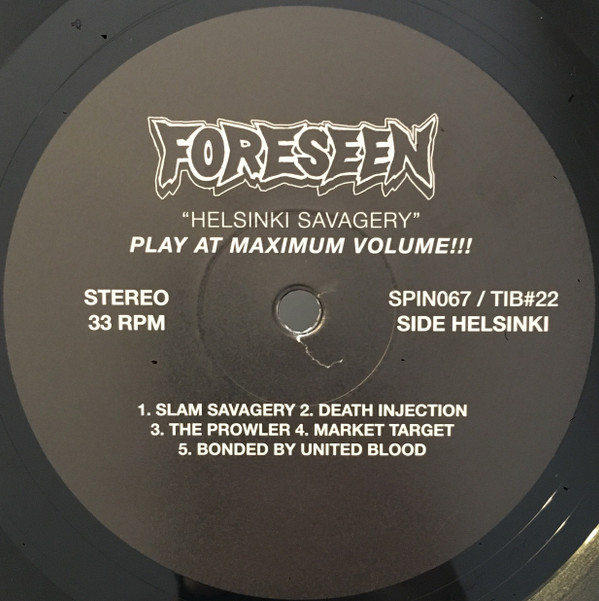 FORESEEN
“HELSINKI SAVAGERY”
PLAY AT MAXIMUM VOLUME!!!
STEREO
33 RPM
SPIN067 / TIB#22
SIDE HELSINKI
1. SLAM SAVAGERY 2. DEATH INJECTION
3. THE PROWLER 4. MARKET TARGET
5. BONDED BY UNITED BLOOD